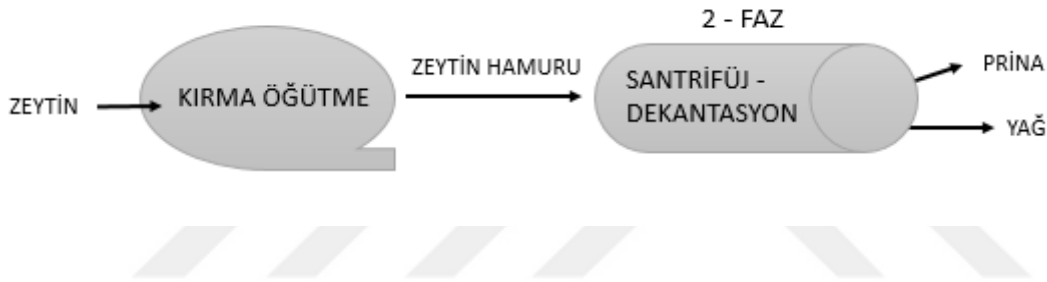 2 - FAZ
ZEYTİN
KIRMA ÖĞÜTME
ZEYTİN HAMURU
SANTRİFÜJ -
DEKANTASYON
PRİNA
YAĞ